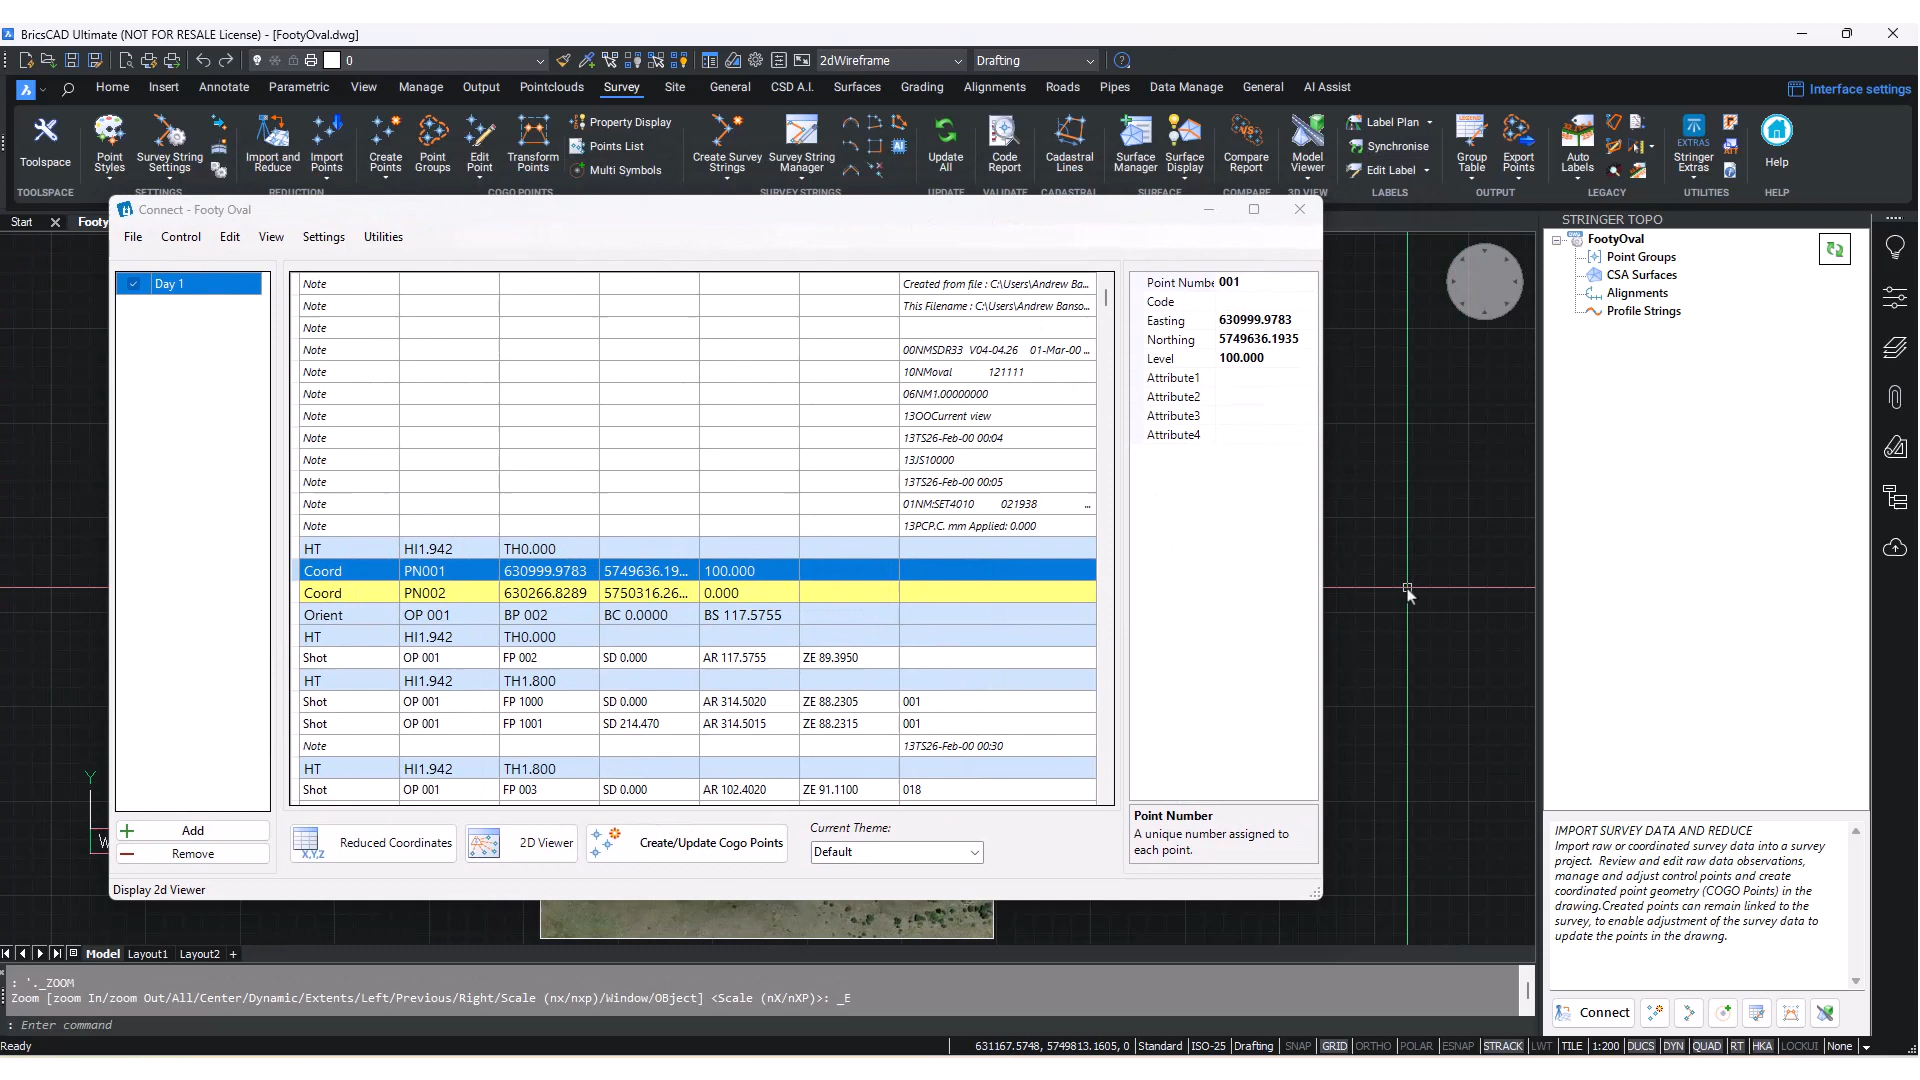 BricsCAD Ultimate (NOT FOR RESALE License) - [FootyOval.dwg]
0
2dWireframe
Drafting
Home Insert Annotate Parametric View Manage Output Pointclouds Survey Site General CSD A.I. Surfaces Grading Alignments Roads Pipes Data Manage General AI Assist
Interface settings
Toolspace
Point Styles
Survey String Settings
Import and Reduce
Import Points
Create Points
Point Groups
Edit Point
Transform Points
Property Display
Points List
Multi Symbols
Create Survey Strings
Survey String Manager
Update All
Code Report
Cadastral Lines
Surface Manager
Surface Display
Compare Report
Model Viewer
Label Plan
Synchronise
Edit Label
Group Table
Export Points
Auto Labels
EXTRAS
Stringer Extras
Help
TOOLSPACE SETTINGS REDUCTION COGO POINTS SURVEY STRINGS UPDATE VALIDATE CADASTRAL SURFACE COMPARE 3D VIEW LABELS OUTPUT LEGACY UTILITIES HELP
Start
Footy
Connect - Footy Oval
File Control Edit View Settings Utilities
Day 1
Note Created from file : C:\Users\Andrew Ba...
Note This Filename : C:\Users\Andrew Banso...
Note
Note 00NMSDR33 V04-04.26 01-Mar-00 ...
Note 10NMoval 121111
Note 06NM1.00000000
Note 13OOCurrent view
Note 13TS26-Feb-00 00:04
Note 13JS10000
Note 13TS26-Feb-00 00:05
Note 01NM:SET4010 021938 ...
Note 13PCP.C. mm Applied: 0.000
HT HI1.942 TH0.000
Coord PN001 630999.9783 5749636.19... 100.000
Coord PN002 630266.8289 5750316.26... 0.000
Orient OP 001 BP 002 BC 0.0000 BS 117.5755
HT HI1.942 TH0.000
Shot OP 001 FP 002 SD 0.000 AR 117.5755 ZE 89.3950
HT HI1.942 TH1.800
Shot OP 001 FP 1000 SD 0.000 AR 314.5020 ZE 88.2305 001
Shot OP 001 FP 1001 SD 214.470 AR 314.5015 ZE 88.2315 001
Note 13TS26-Feb-00 00:30
HT HI1.942 TH1.800
Shot OP 001 FP 003 SD 0.000 AR 102.4020 ZE 91.1100 018
Point Numbe 001
Code
Easting 630999.9783
Northing 5749636.1935
Level 100.000
Attribute1
Attribute2
Attribute3
Attribute4
Point Number
A unique number assigned to
each point.
Add
Remove
X,Y,Z
Reduced Coordinates
2D Viewer
Create/Update Cogo Points
Current Theme:
Default
Display 2d Viewer
Y
W
STRINGER TOPO
FootyOval
Point Groups
CSA Surfaces
Alignments
Profile Strings
IMPORT SURVEY DATA AND REDUCE
Import raw or coordinated survey data into a survey
project. Review and edit raw data observations,
manage and adjust control points and create
coordinated point geometry (COGO Points) in the
drawing.Created points can remain linked to the
survey, to enable adjustment of the survey data to
update the points in the drawng.
Connect
Model Layout1 Layout2 +
: '._ZOOM
Zoom [zoom In/zoom Out/All/Center/Dynamic/Extents/Left/Previous/Right/Scale (nx/nxp)/Window/OBject] <Scale (nX/nXP)>: _E
: Enter command
Ready
631167.5748, 5749813.1605, 0 Standard ISO-25 Drafting SNAP GRID ORTHO POLAR ESNAP STRACK LWT TILE 1:200 DUCS DYN QUAD RT HKA LOCKUI None